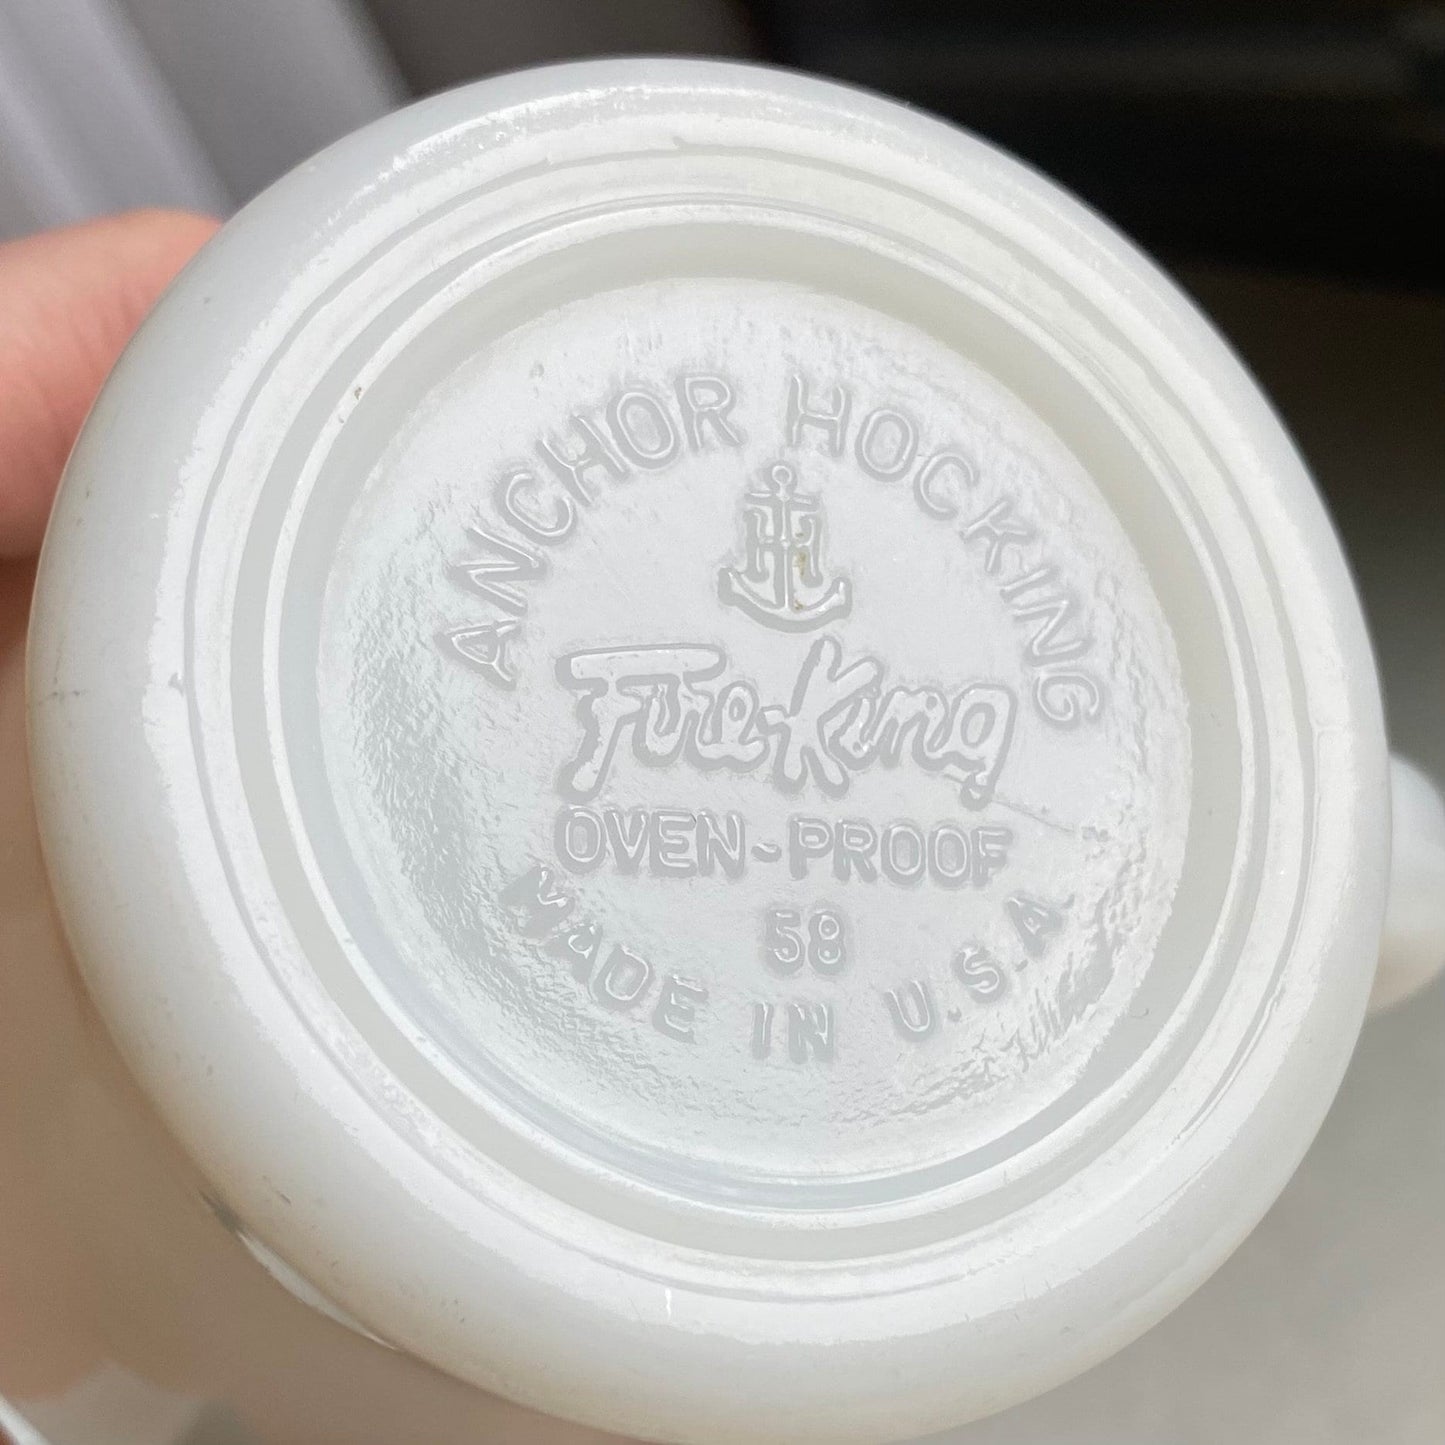 ANCHOR HOCKING
H
Fire-King
OVEN-PROOF
58
MADE IN U.S.A.